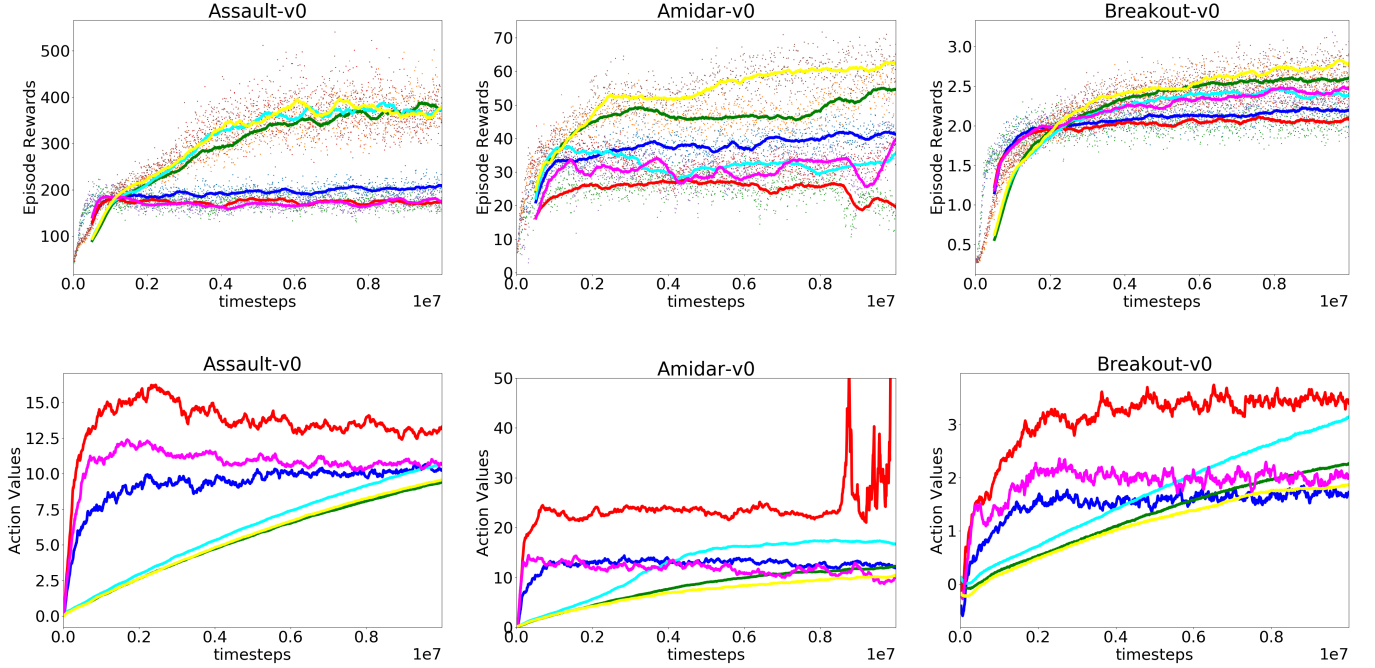 Assault-v0
Episode Rewards
500
400
300
200
100
0.0 0.2 0.4 0.6 0.8
timesteps 1e7
Amidar-v0
Episode Rewards
70
60
50
40
30
20
10
0
0.0 0.2 0.4 0.6 0.8
timesteps 1e7
Breakout-v0
Episode Rewards
3.0
2.5
2.0
1.5
1.0
0.5
0.0 0.2 0.4 0.6 0.8
timesteps 1e7
Assault-v0
Action Values
15.0
12.5
10.0
7.5
5.0
2.5
0.0
0.0 0.2 0.4 0.6 0.8
timesteps 1e7
Amidar-v0
Action Values
50
40
30
20
10
0
0.0 0.2 0.4 0.6 0.8
timesteps 1e7
Breakout-v0
Action Values
3
2
1
0
0.0 0.2 0.4 0.6 0.8
timesteps 1e7